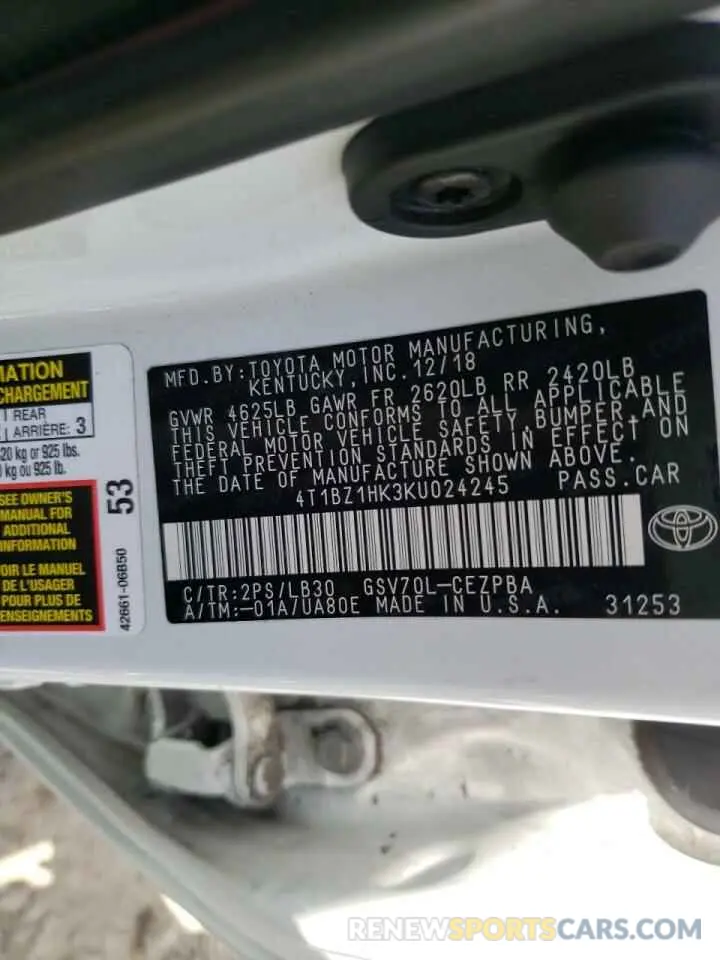 MATION
CHARGEMENT
REAR
ARRIÈRE: 3
20 kg or 925 lbs.
kg ou 925 lb.
SEE OWNER'S
MANUAL FOR
ADDITIONAL
INFORMATION
VOIR LE MANUEL
DE L'USAGER
POUR PLUS DE
RENSEIGNEMENTS
53
42661-06B50
MFD.BY:TOYOTA MOTOR MANUFACTURING,
KENTUCKY,INC.12/18
GVWR 4625LB GAWR FR 2620LB RR 2420LB
THIS VEHICLE CONFORMS TO ALL APPLICABLE
FEDERAL MOTOR VEHICLE SAFETY,BUMPER,AND
THEFT PREVENTION STANDARDS IN EFFECT ON
THE DATE OF MANUFACTURE SHOWN ABOVE.
4T1BZ1HK3KU024245 PASS.CAR
C/TR:2PS/LB30 GSV70L-CEZPBA
A/TM:-01A/UA80E MADE IN U.S.A. 31253
RENEWSPORTSCARS.COM